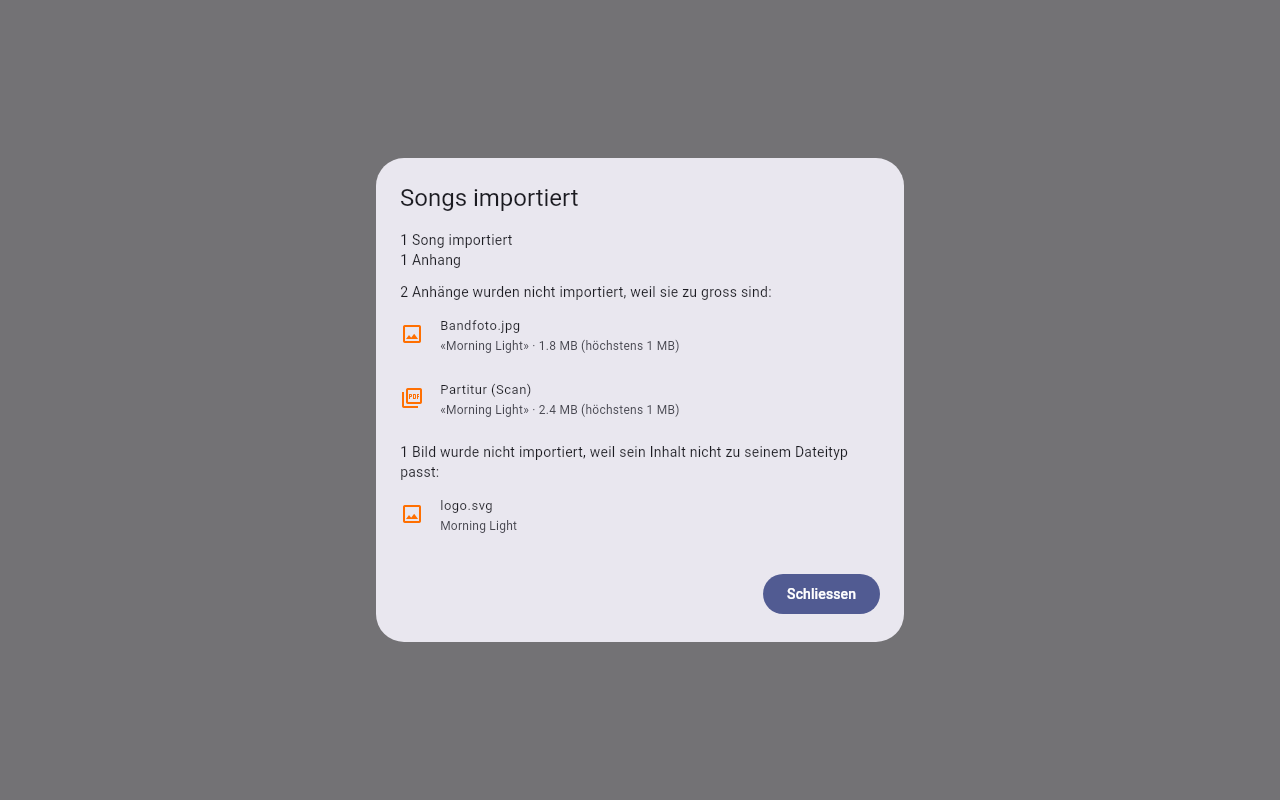 Songs importiert
1 Song importiert
1 Anhang
2 Anhänge wurden nicht importiert, weil sie zu gross sind:
Bandfoto.jpg
«Morning Light» · 1.8 MB (höchstens 1 MB)
PDF
Partitur (Scan)
«Morning Light» · 2.4 MB (höchstens 1 MB)
1 Bild wurde nicht importiert, weil sein Inhalt nicht zu seinem Dateityp
passt:
logo.svg
Morning Light
Schliessen